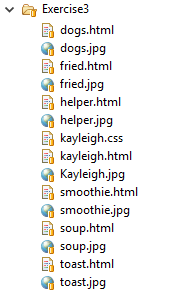 Exercise3
dogs.html
dogs.jpg
fried.html
fried.jpg
helper.html
helper.jpg
kayleigh.css
kayleigh.html
Kayleigh.jpg
smoothie.html
smoothie.jpg
soup.html
soup.jpg
toast.html
toast.jpg